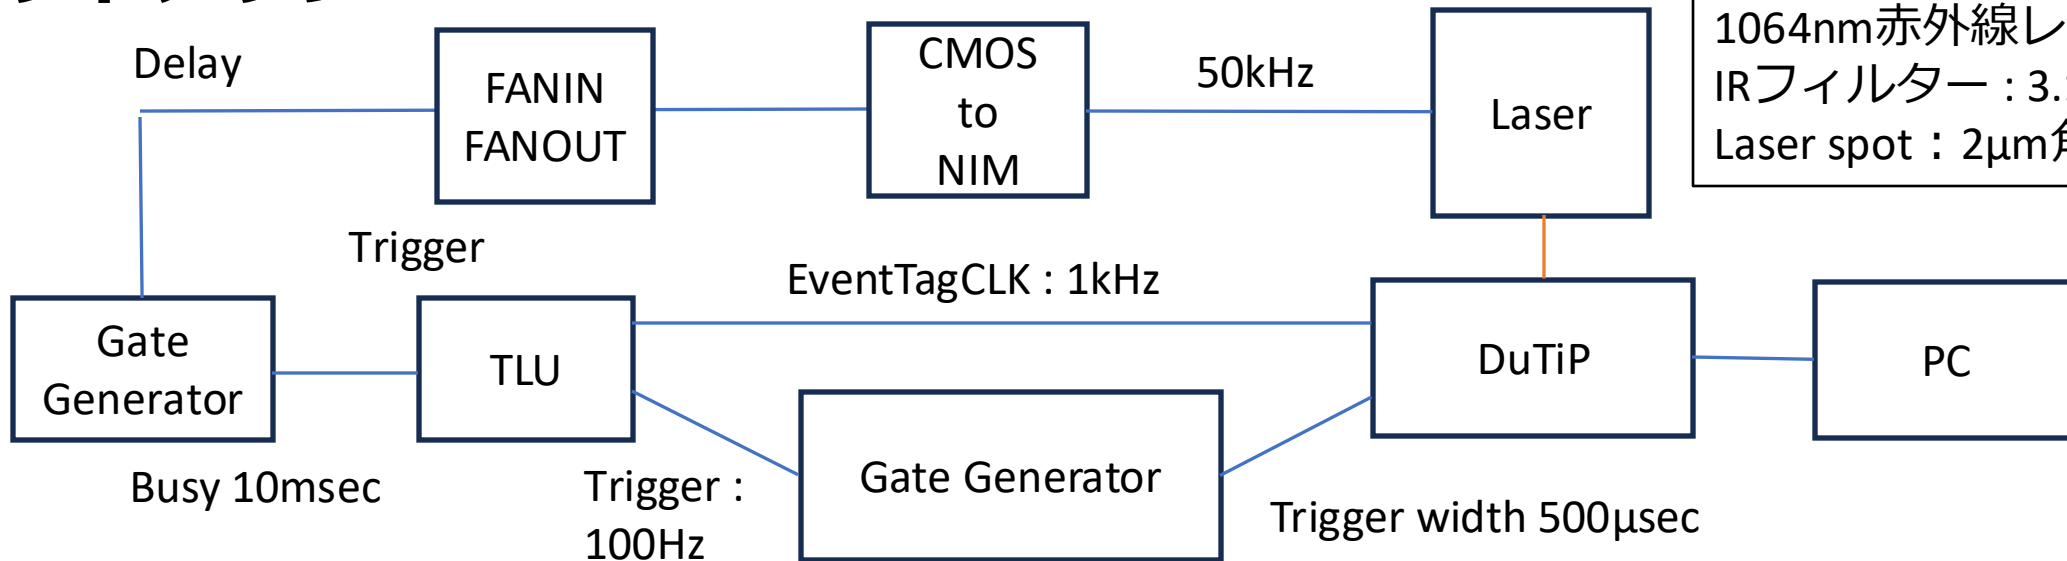 Delay
FANIN
FANOUT
CMOS
to
NIM
50kHz
Laser
1064nm赤外線レ
IRフィルター : 3.
Laser spot：2μm
Trigger
EventTagCLK : 1kHz
Gate
Generator
TLU
DuTiP
PC
Busy 10msec
Trigger :
100Hz
Gate Generator
Trigger width 500μsec